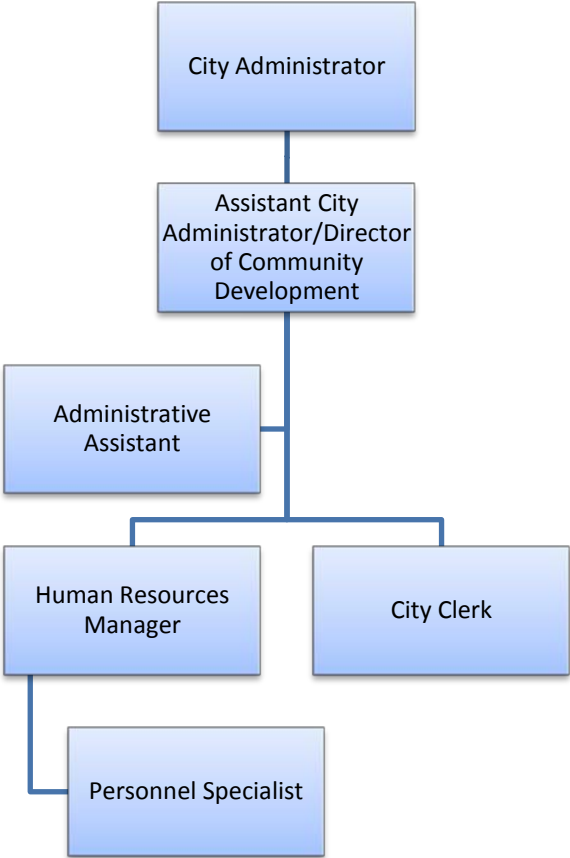 City Administrator
Assistant City
Administrator/Director
of Community
Development
Administrative
Assistant
Human Resources
Manager
City Clerk
Personnel Specialist